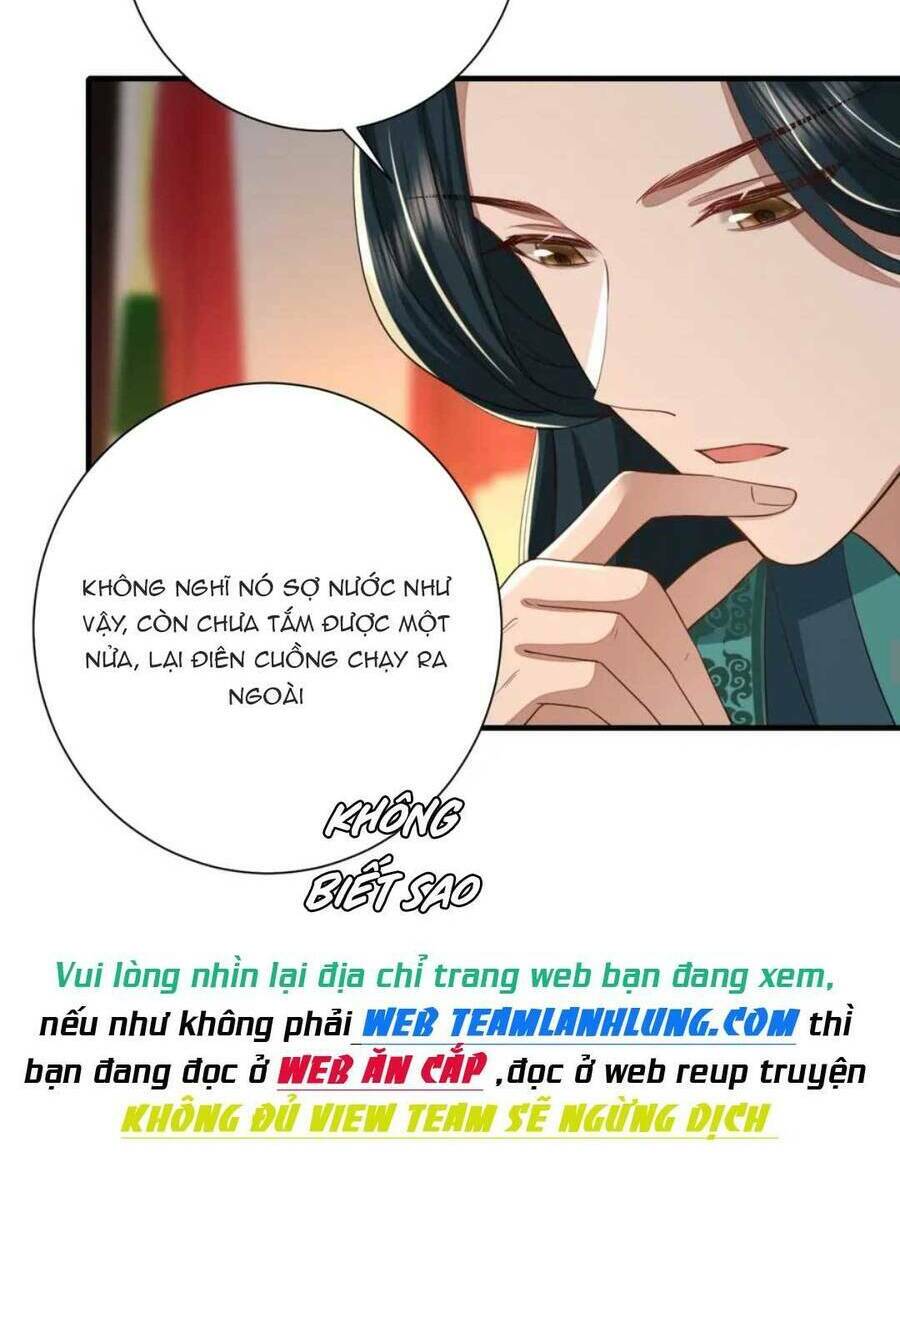 KHÔNG NGHĨ NÓ SỢ NƯỚC NHƯ
VẬY, CÒN CHƯA TẮM ĐƯỢC MỘT
NỬA, LẠI ĐIÊN CUỒNG CHẠY RA
NGOÀI
KHÔNG
BIẾT SAO
Vui lòng nhìn lại địa chỉ trang web bạn đang xem,
nếu như không phải WEB TEAMLANHLUNG.COM thì
bạn đang đọc ở WEB ĂN CẮP ,đọc ở web reup truyện
KHÔNG ĐỦ VIEW TEAM SẼ NGỪNG DỊCH